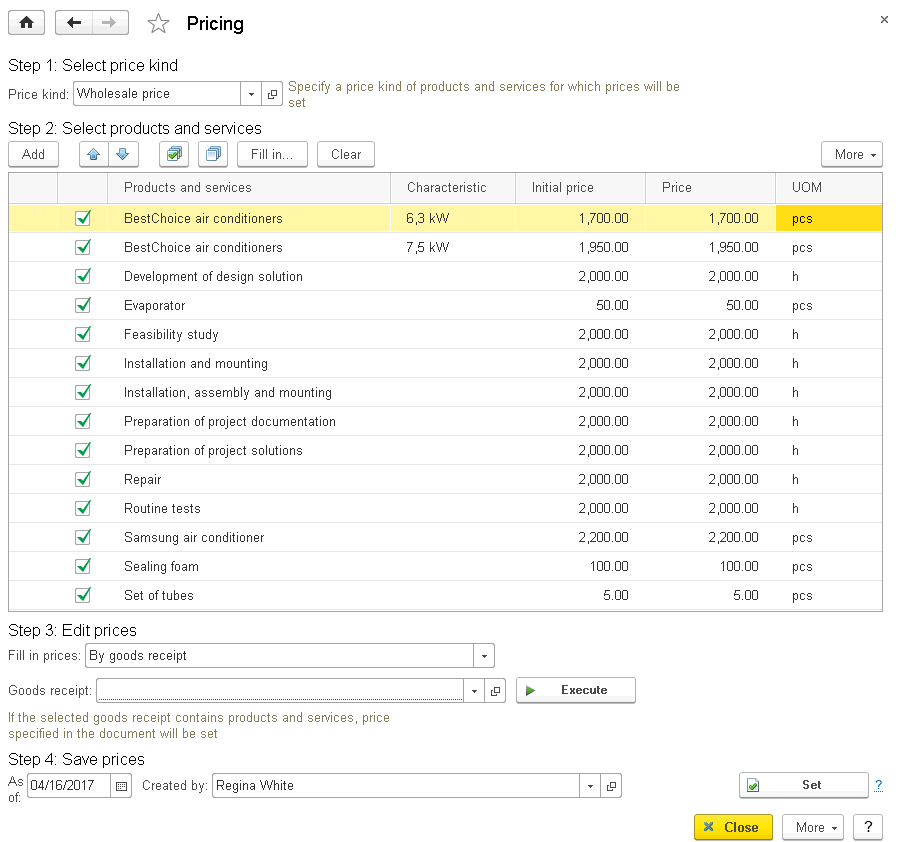 Pricing
Step 1: Select price kind
Price kind: Wholesale price Specify a price kind of products and services for which prices will be
set
Step 2: Select products and services
Add Fill in... Clear More
Products and services Characteristic Initial price Price UOM
BestChoice air conditioners 6,3 kW 1,700.00 1,700.00 pcs
BestChoice air conditioners 7,5 kW 1,950.00 1,950.00 pcs
Development of design solution 2,000.00 2,000.00 h
Evaporator 50.00 50.00 pcs
Feasibility study 2,000.00 2,000.00 h
Installation and mounting 2,000.00 2,000.00 h
Installation, assembly and mounting 2,000.00 2,000.00 h
Preparation of project documentation 2,000.00 2,000.00 h
Preparation of project solutions 2,000.00 2,000.00 h
Repair 2,000.00 2,000.00 h
Routine tests 2,000.00 2,000.00 h
Samsung air conditioner 2,200.00 2,200.00 pcs
Sealing foam 100.00 100.00 pcs
Set of tubes 5.00 5.00 pcs
Step 3: Edit prices
Fill in prices: By goods receipt
Goods receipt: Execute
If the selected goods receipt contains products and services, price
specified in the document will be set
Step 4: Save prices
As of: 04/16/2017 Created by: Regina White Set ?
Close More ?